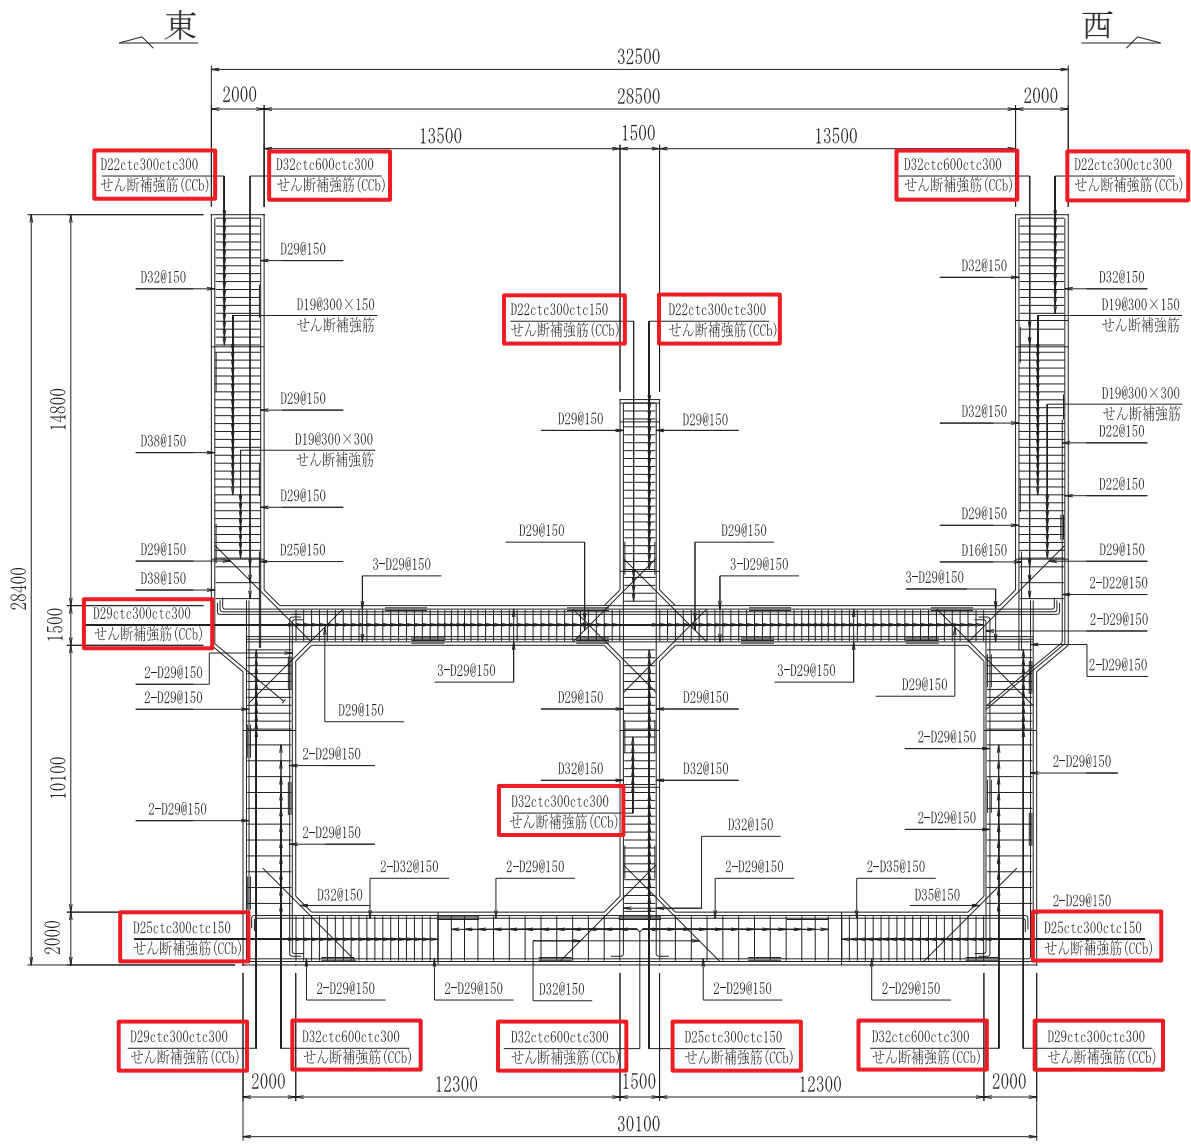 東
西
32500
2000
28500
2000
13500
1500
13500
D22ctc300ctc300
せん断補強筋(CCb)
D32ctc600ctc300
せん断補強筋(CCb)
D32ctc600ctc300
せん断補強筋(CCb)
D22ctc300ctc300
せん断補強筋(CCb)
D29@150
D32@150
D32@150
D32@150
D19@300×150
せん断補強筋
D22ctc300ctc150
せん断補強筋(CCb)
D22ctc300ctc300
せん断補強筋(CCb)
D19@300×150
せん断補強筋
14800
D29@150
D19@300×300
せん断補強筋
D29@150
D29@150
D32@150
D38@150
D19@300×300
せん断補強筋
D22@150
D29@150
D22@150
D29@150
D29@150
D29@150
D29@150
D25@150
D16@150
D29@150
3-D29@150
3-D29@150
3-D29@150
28400
D38@150
2-D22@150
1500
D29ctc300ctc300
せん断補強筋(CCb)
2-D29@150
2-D29@150
3-D29@150
3-D29@150
2-D29@150
2-D29@150
D29@150
D29@150
D29@150
D29@150
2-D29@150
10100
2-D29@150
D32@150
D32@150
2-D29@150
D32ctc300ctc300
せん断補強筋(CCb)
2-D29@150
2-D29@150
D32@150
2-D29@150
2-D32@150
2-D29@150
2-D29@150
2-D35@150
D32@150
D35@150
2-D29@150
2000
D25ctc300ctc150
せん断補強筋(CCb)
D25ctc300ctc150
せん断補強筋(CCb)
2-D29@150
2-D29@150
D32@150
2-D29@150
2-D29@150
D29ctc300ctc300
せん断補強筋(CCb)
D32ctc600ctc300
せん断補強筋(CCb)
D32ctc600ctc300
せん断補強筋(CCb)
D25ctc300ctc150
せん断補強筋(CCb)
D32ctc600ctc300
せん断補強筋(CCb)
D29ctc300ctc300
せん断補強筋(CCb)
2000
12300
1500
12300
2000
30100